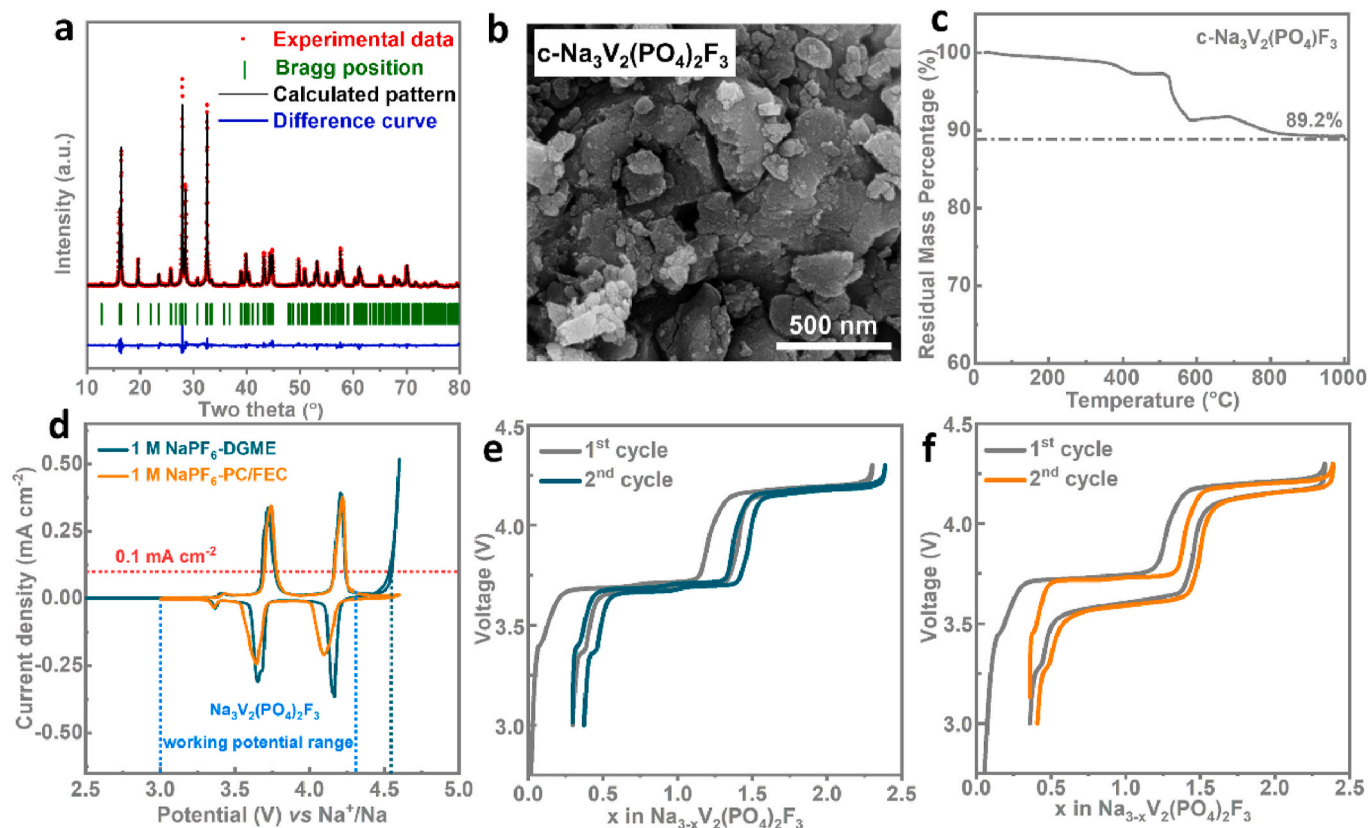 a
Experimental data
Bragg position
Calculated pattern
Difference curve
Intensity (a.u.)
10 20 30 40 50 60 70 80
Two theta (°)
b
c-Na₃V₂(PO₄)₂F₃
500 nm
c
c-Na₃V₂(PO₄)F₃
89.2%
Residual Mass Percentage (%)
100
90
80
70
60
0 200 400 600 800 1000
Temperature (°C)
d
1 M NaPF₆-DGME
1 M NaPF₆-PC/FEC
0.1 mA cm⁻²
Na₃V₂(PO₄)₂F₃
working potential range
Current density (mA cm⁻²)
0.50
0.25
0.00
-0.25
-0.50
2.5 3.0 3.5 4.0 4.5 5.0
Potential (V) vs Na⁺/Na
e
1ˢᵗ cycle
2ⁿᵈ cycle
Voltage (V)
4.5
4.0
3.5
3.0
0.0 0.5 1.0 1.5 2.0 2.5
x in Na₃₋ₓV₂(PO₄)₂F₃
f
1ˢᵗ cycle
2ⁿᵈ cycle
Voltage (V)
4.5
4.0
3.5
3.0
0.0 0.5 1.0 1.5 2.0 2.5
x in Na₃₋ₓV₂(PO₄)₂F₃